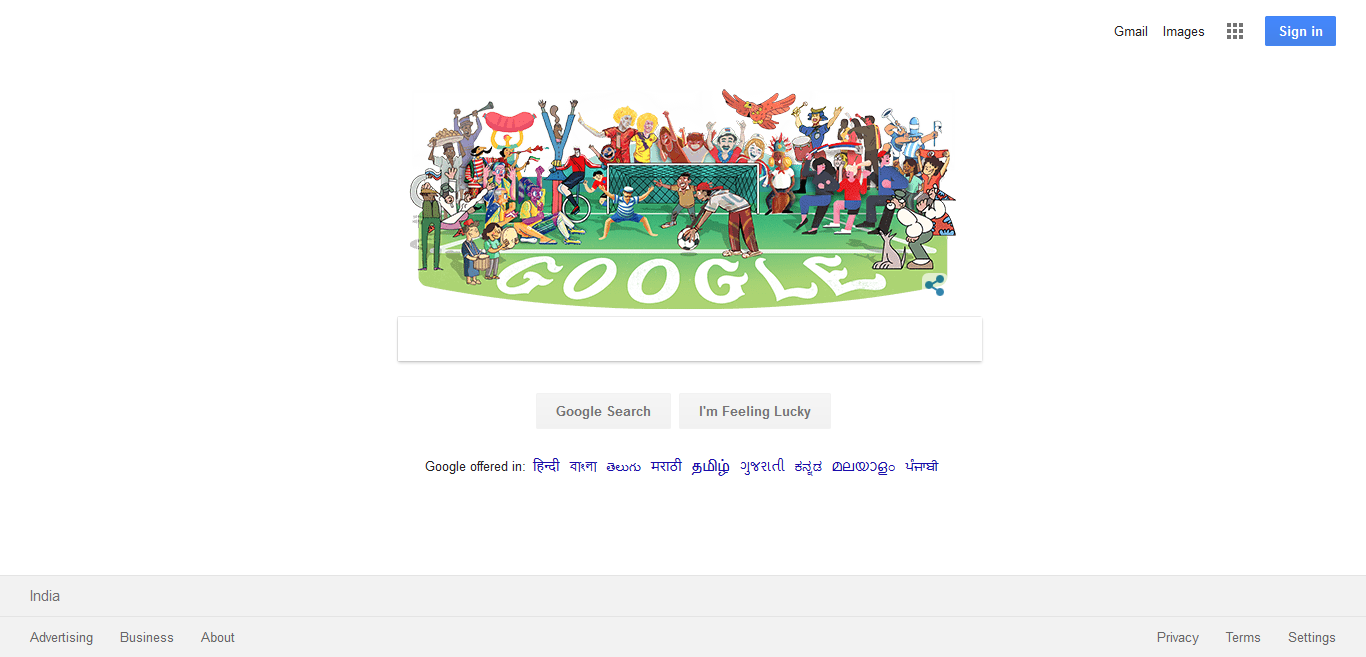 Gmail Images Sign in
GOOGLE
Google Search I'm Feeling Lucky
Google offered in: हिन्दी বাংলা తెలుగు मराठी தமிழ் ગુજરાતી ಕನ್ನಡ മലയാളം ਪੰਜਾਬੀ
India
Advertising Business About Privacy Terms Settings